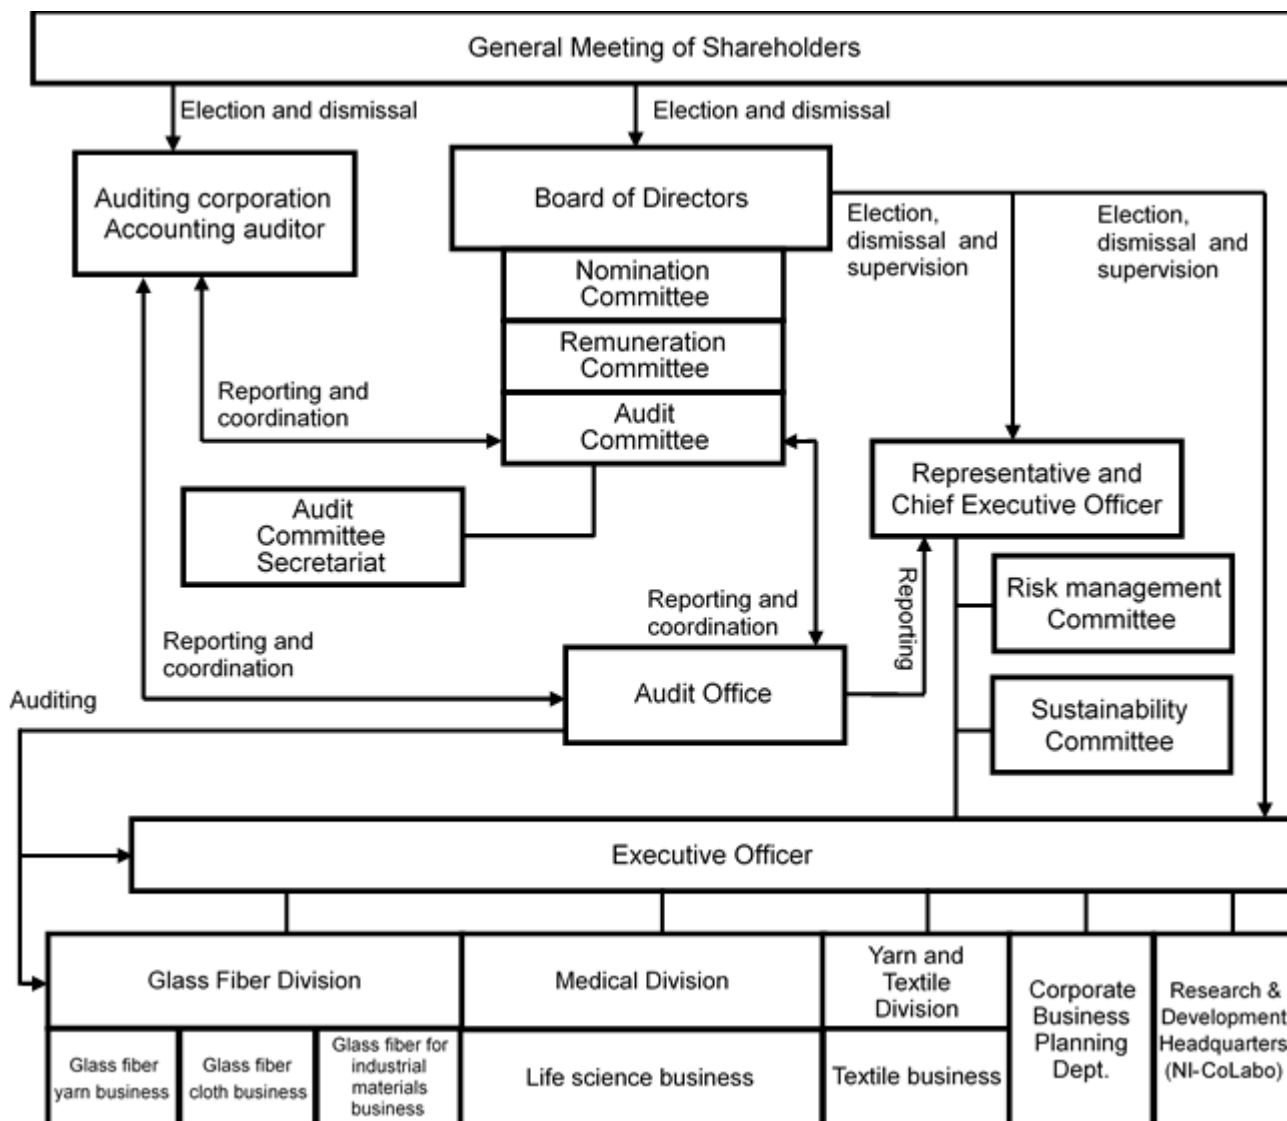 General Meeting of Shareholders
Election and dismissal
Election and dismissal
Auditing corporation
Accounting auditor
Board of Directors
Election,
dismissal and
supervision
Election,
dismissal and
supervision
Nomination
Committee
Remuneration
Committee
Audit
Committee
Reporting and
coordination
Representative and
Chief Executive Officer
Audit
Committee
Secretariat
Reporting
Risk management
Committee
Reporting and
coordination
Reporting and
coordination
Audit Office
Sustainability
Committee
Auditing
Executive Officer
Glass Fiber Division
Medical Division
Yarn and
Textile
Division
Corporate
Business
Planning
Dept.
Research &
Development
Headquarters
(NI-CoLabo)
Glass fiber
yarn business
Glass fiber
cloth business
Glass fiber for
industrial
materials
business
Life science business
Textile business